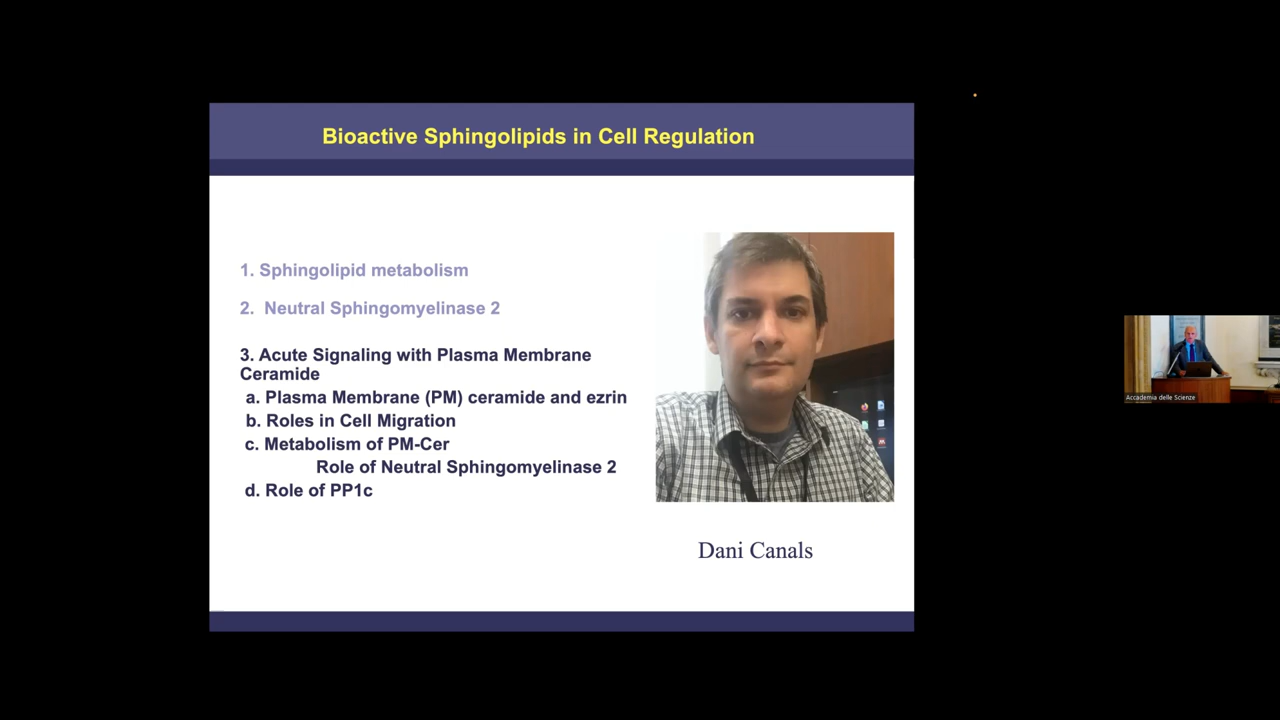 Bioactive Sphingolipids in Cell Regulation
1. Sphingolipid metabolism
2. Neutral Sphingomyelinase 2
3. Acute Signaling with Plasma Membrane
Ceramide
a. Plasma Membrane (PM) ceramide and ezrin
b. Roles in Cell Migration
c. Metabolism of PM-Cer
Role of Neutral Sphingomyelinase 2
d. Role of PP1c
Dani Canals
Accademia delle Scienze